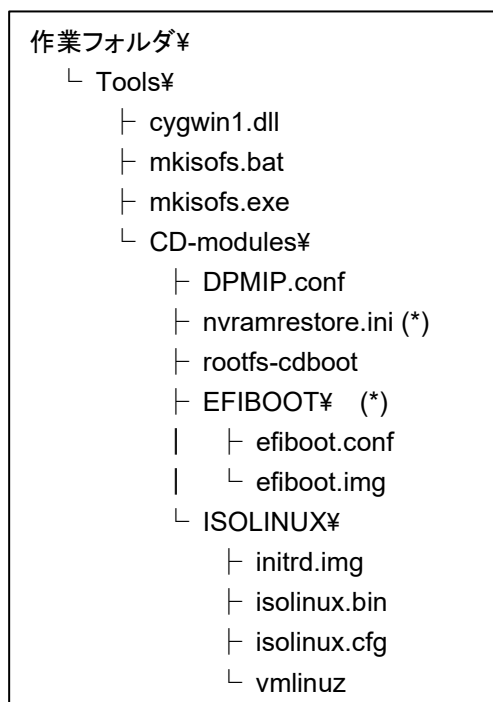 作業フォルダ¥
└ Tools¥
├ cygwin1.dll
├ mkisofs.bat
├ mkisofs.exe
└ CD-modules¥
├ DPMIP.conf
├ nvramrestore.ini (*)
├ rootfs-cdboot
├ EFIBOOT¥ (*)
│ ├ efiboot.conf
│ └ efiboot.img
└ ISOLINUX¥
├ initrd.img
├ isolinux.bin
├ isolinux.cfg
└ vmlinuz